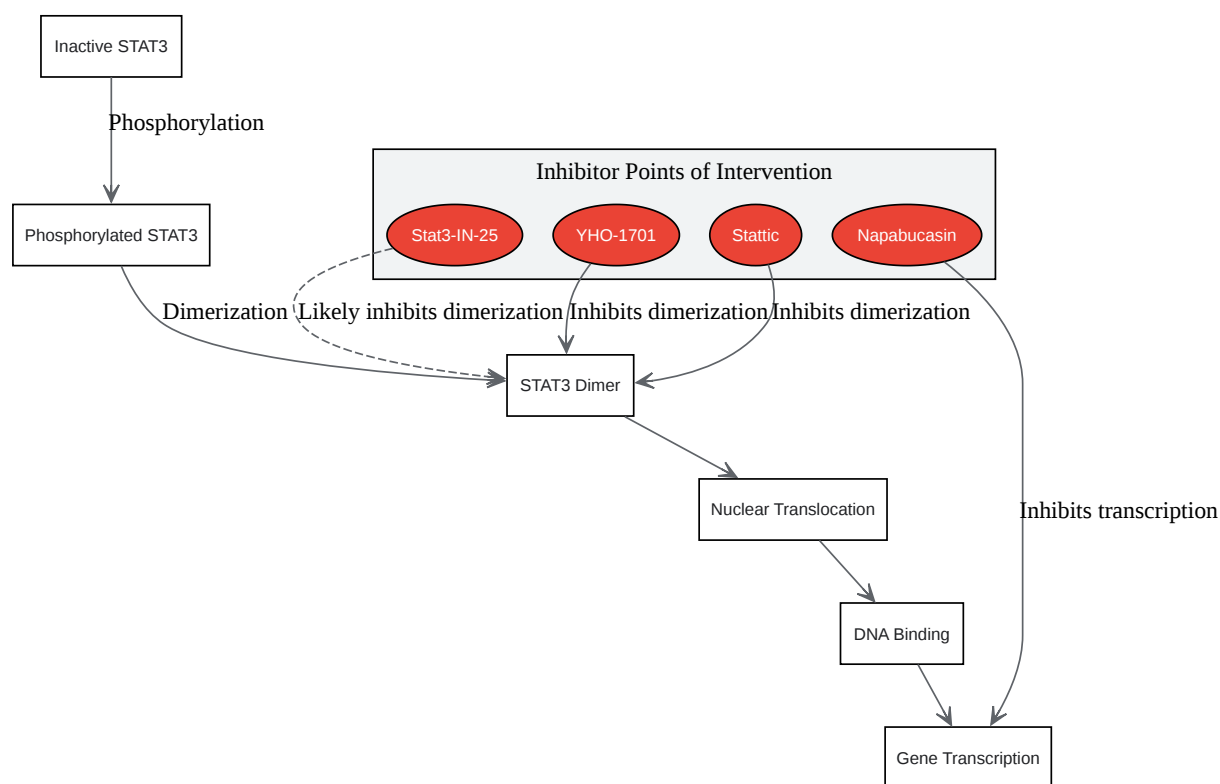 Inactive STAT3
Phosphorylation
Inhibitor Points of Intervention
Phosphorylated STAT3
Stat3-IN-25
YHO-1701
Stattic
Napabucasin
Dimerization
Likely inhibits dimerization
Inhibits dimerization
Inhibits dimerization
STAT3 Dimer
Nuclear Translocation
Inhibits transcription
DNA Binding
Gene Transcription